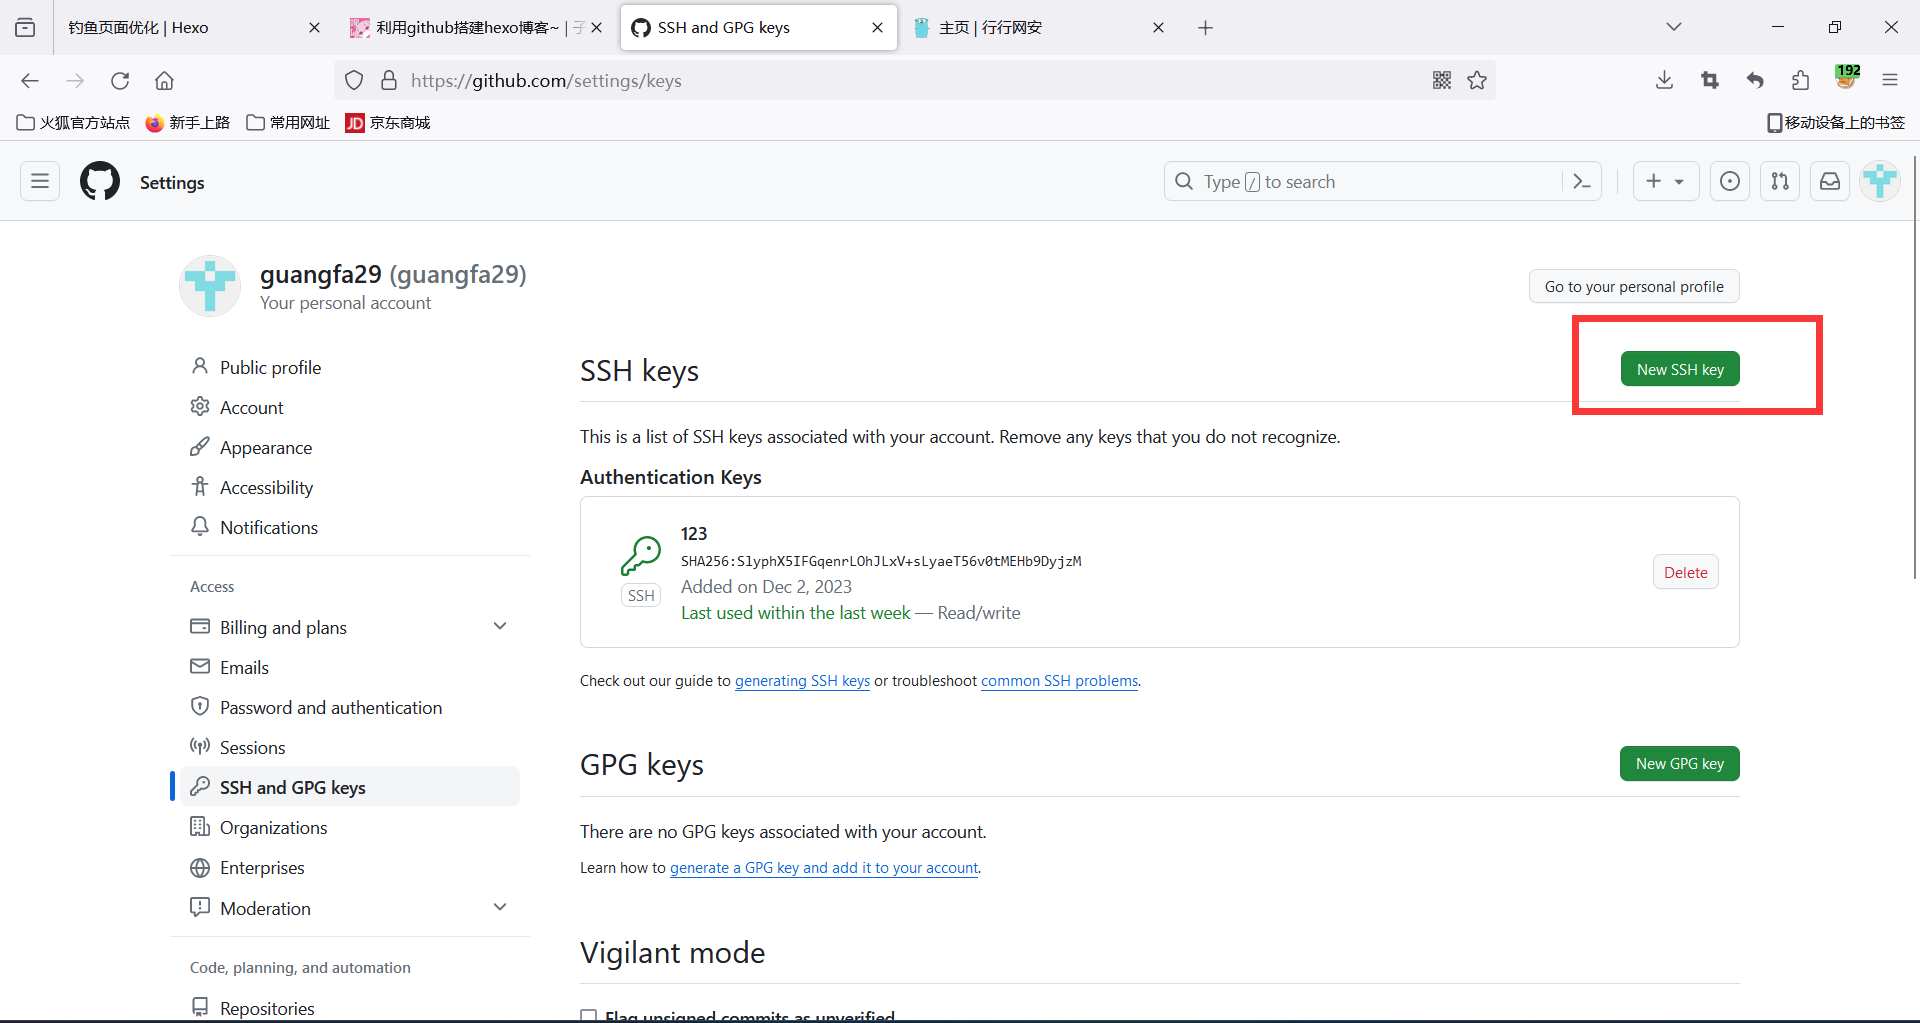 钓鱼页面优化 | Hexo
利用github搭建hexo博客~ | 子
SSH and GPG keys
主页 | 行行网安
https://github.com/settings/keys
192
火狐官方站点
新手上路
常用网址
JD 京东商城
移动设备上的书签
Settings
Type / to search
guangfa29 (guangfa29)
Your personal account
Go to your personal profile
Public profile
Account
Appearance
Accessibility
Notifications
Access
Billing and plans
Emails
Password and authentication
Sessions
SSH and GPG keys
Organizations
Enterprises
Moderation
Code, planning, and automation
Repositories
SSH keys
New SSH key
This is a list of SSH keys associated with your account. Remove any keys that you do not recognize.
Authentication Keys
123
SHA256:SlyphX5IFGqenrLOhJLxV+sLyaeT56v0tMEHb9DyjzM
Added on Dec 2, 2023
Last used within the last week — Read/write
SSH
Delete
Check out our guide to generating SSH keys or troubleshoot common SSH problems.
GPG keys
New GPG key
There are no GPG keys associated with your account.
Learn how to generate a GPG key and add it to your account.
Vigilant mode
Flag unsigned commits as unverified